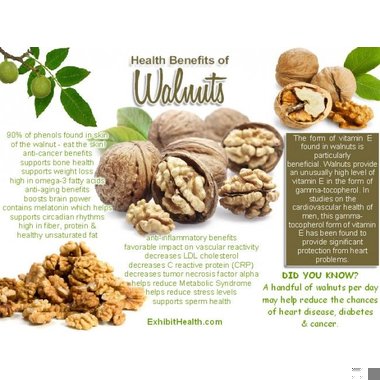 Health Benefits of
Walnuts
90% of phenols found in skin
of the walnut - eat the skin!
anti-cancer benefits
supports bone health
supports weight loss
high in omega-3 fatty acids
anti-aging benefits
boosts brain power
contains melatonin which helps
supports circadian rhythms
high in fiber, protein &
healthy unsaturated fat
anti-inflammatory benefits
favorable impact on vascular reactivity
decreases LDL cholesterol
decreases C reactive protein (CRP)
decreases tumor necrosis factor alpha
helps reduce Metabolic Syndrome
helps reduce stress levels
supports sperm health
ExhibitHealth.com
The form of vitamin E
found in walnuts is
particularly
beneficial. Walnuts provide
an unusually high level of
vitamin E in the form of
gamma-tocopherol. In
studies on the
cardiovascular health of
men, this gamma-
tocopherol form of vitamin
E has been found to
provide significant
protection from heart
problems.
DID YOU KNOW?
A handful of walnuts per day
may help reduce the chances
of heart disease, diabetes
& cancer.